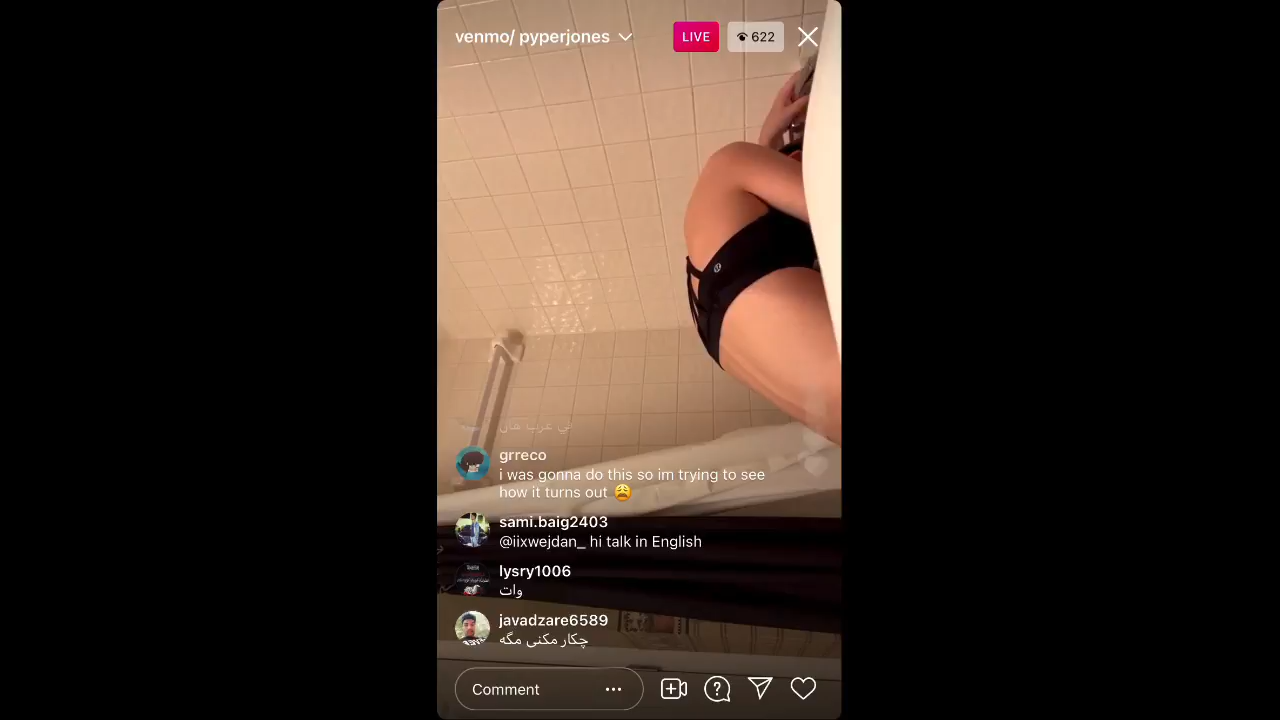 venmo/ pyperjones
LIVE
622
grreco
i was gonna do this so im trying to see
how it turns out 😩
sami.baig2403
@iixwejdan_ hi talk in English
lysry1006
وات
javadzare6589
چکار مکنی مگه
Comment